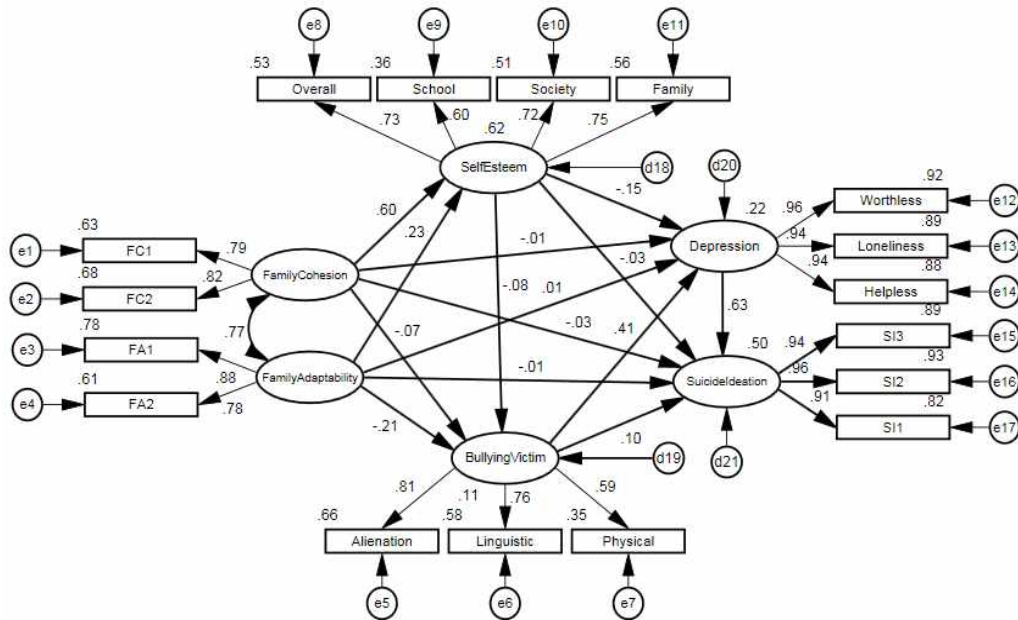 e8 e9 e10 e11
.53 .36 .51 .56
Overall School Society Family
.73 .60 .72 .75
.62
SelfEsteem d18 d20
.92
-.15 .22 .96 Worthless e12
.63 .60 .23 -.01 Depression .94 .89
e1 FC1 .79 Loneliness e13
.68 FamilyCohesion -.03 .94 .88
e2 FC2 .82 -.08 .01 Helpless e14
.78 .77 -.07 -.03 .41 .63 .89
e3 FA1 .50 .94 SI3 e15
.61 .88 FamilyAdaptability -.01 SuicideIdeation .96 .93
e4 FA2 .78 SI2 e16
-.21 .91 .82
.10 SI1 e17
BullyingVictim d19 d21
.81 .11 .76 .59
.66 .58 .35
Alienation Linguistic Physical
e5 e6 e7